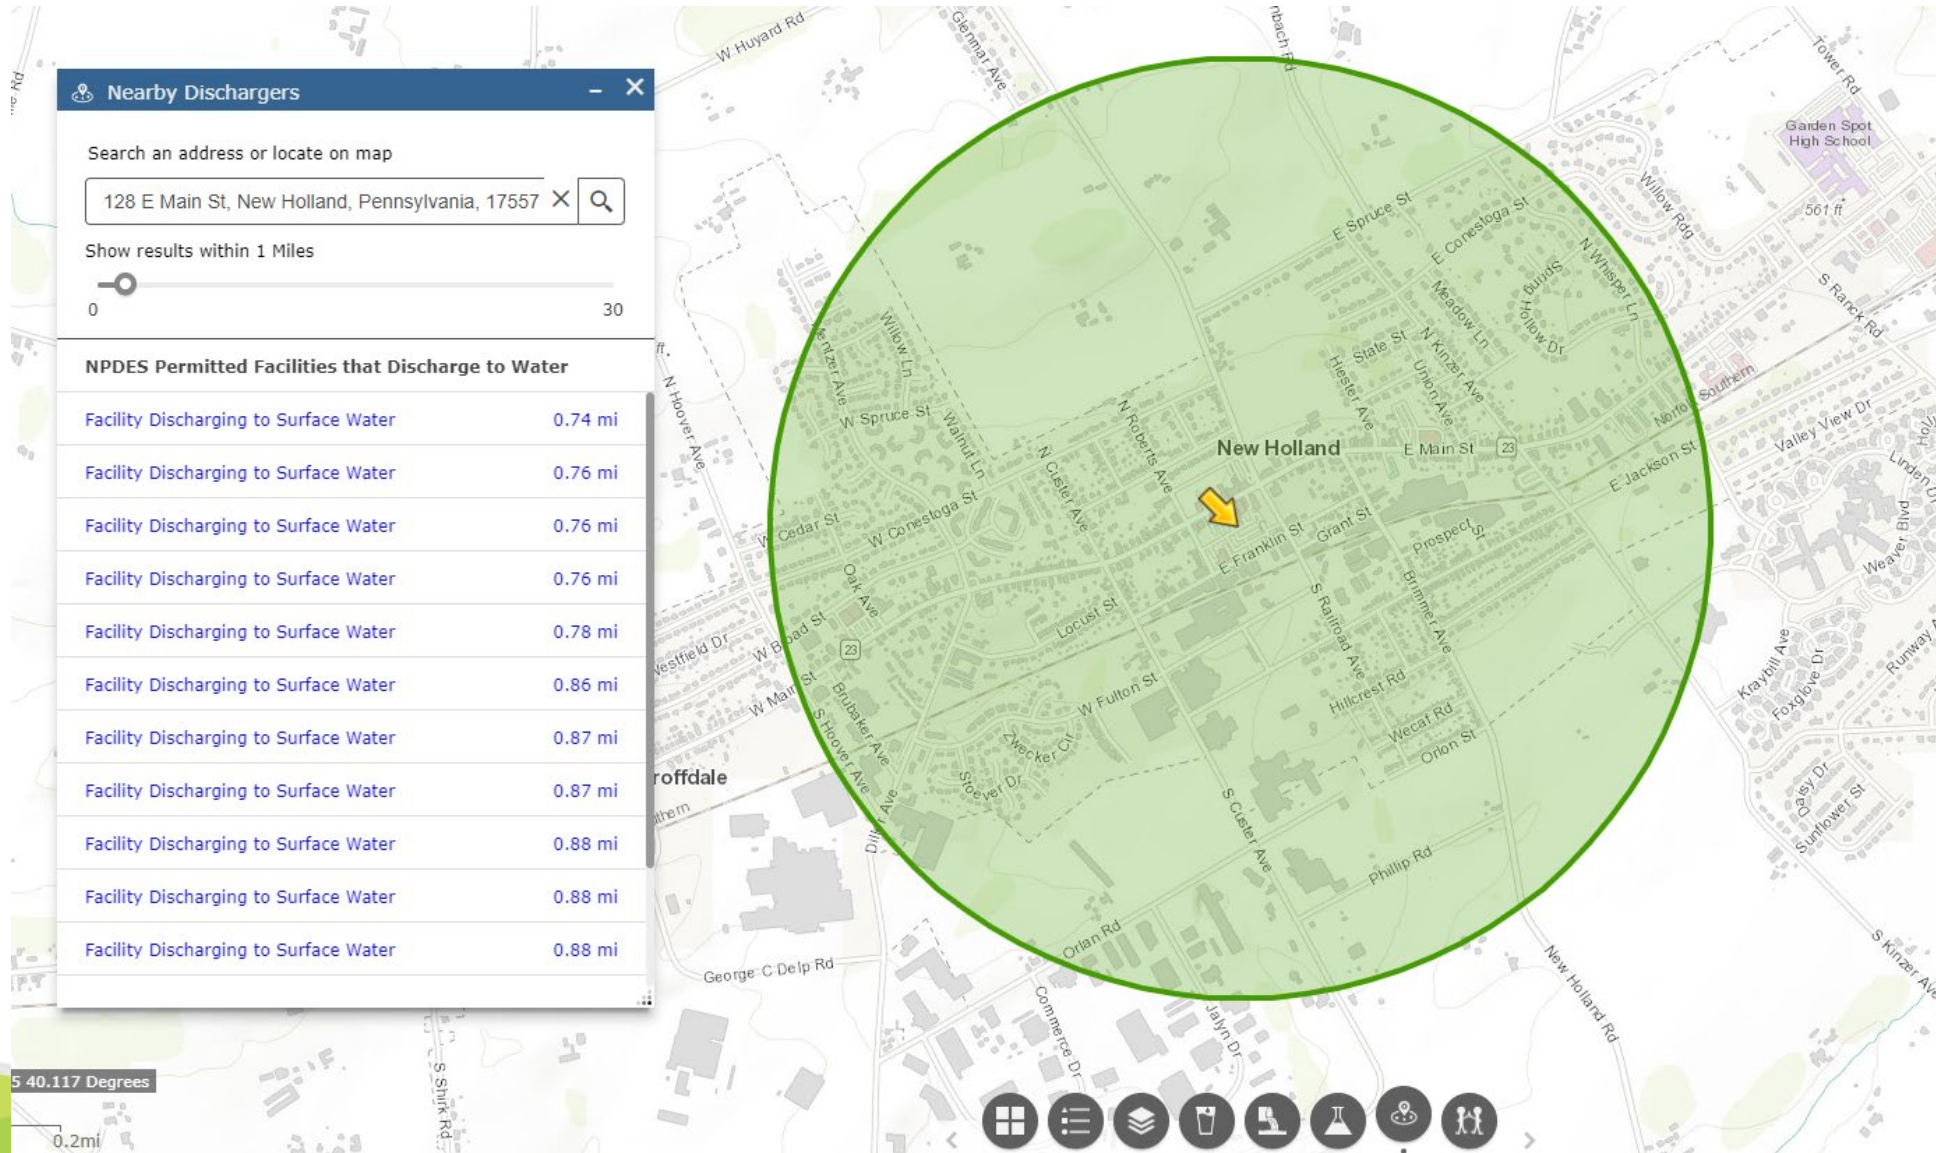 Nearby Dischargers
Search an address or locate on map
128 E Main St, New Holland, Pennsylvania, 17557
Show results within 1 Miles
0 30
NPDES Permitted Facilities that Discharge to Water
Facility Discharging to Surface Water 0.74 mi
Facility Discharging to Surface Water 0.76 mi
Facility Discharging to Surface Water 0.76 mi
Facility Discharging to Surface Water 0.76 mi
Facility Discharging to Surface Water 0.78 mi
Facility Discharging to Surface Water 0.86 mi
Facility Discharging to Surface Water 0.87 mi
Facility Discharging to Surface Water 0.87 mi
Facility Discharging to Surface Water 0.88 mi
Facility Discharging to Surface Water 0.88 mi
Facility Discharging to Surface Water 0.88 mi
5 40.117 Degrees
0.2mi
W Huyard Rd
Glenmar Ave
nbach Rd
Tower Rd
Garden Spot
High School
561 ft
Willow Rdg
E Spruce St
E Conestoga St
N Whisper Ln
Spring Hollow Dr
Meadow Ln
S Ranck Rd
State St
N Kinzer Ave
Hiester Ave
Union Ave
Norfolk Southern
Mentzer Ave
Willow Ln
W Spruce St
Walnut Ln
N Hoover Ave
N Roberts Ave
N Custer Ave
New Holland
E Main St
23
E Jackson St
Valley View Dr
Linden D
Weaver Blvd
W Cedar St
W Conestoga St
Oak Ave
E Franklin St
Grant St
Prospect St
Brimmer Ave
S Railroad Ave
Locust St
W Broad St
23
estfield Dr
W Main St
S Hoover Ave
Brubaker Ave
W Fulton St
Hillcrest Rd
Wecaf Rd
Orlon St
Zwecker Cir
Stoever Dr
Kraybill Ave
Foxglove Dr
Runway
Daisy Dr
Sunflower St
roffdale
thern
S Custer Ave
Phillip Rd
Orlan Rd
George C Delp Rd
Commerce Dr
Jalyn Dr
New Holland Rd
S Kinzer Ave
S Shirk Rd